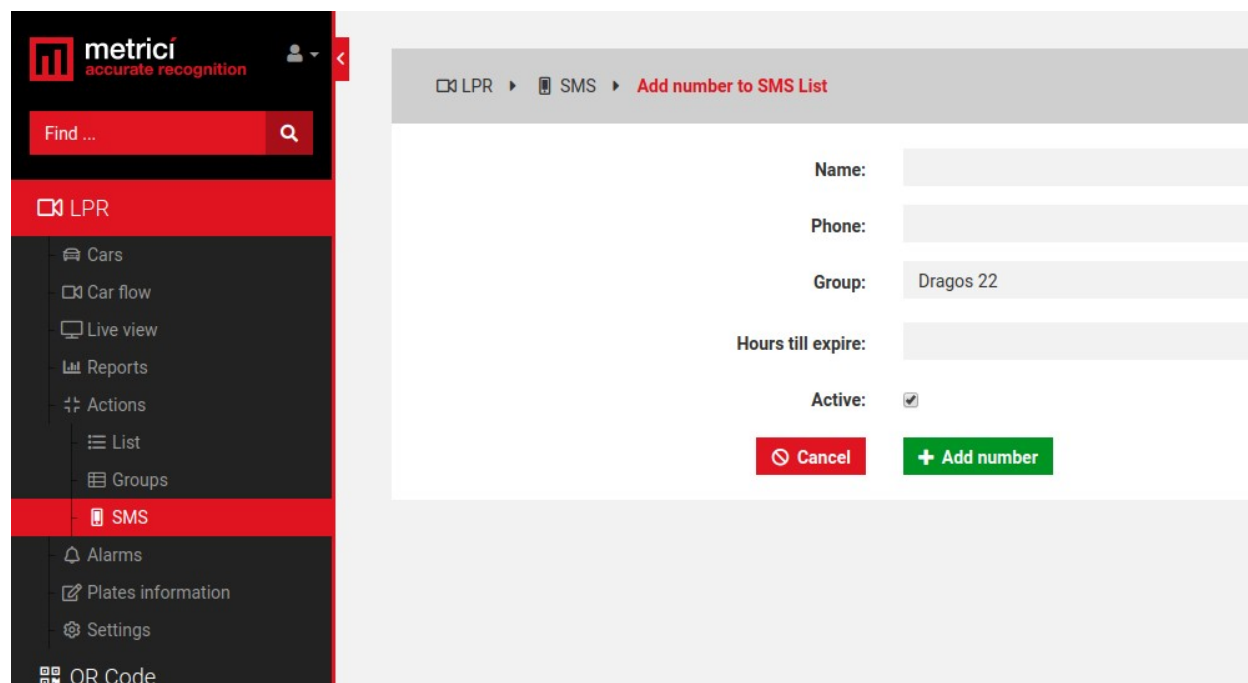 metricí
accurate recognition
Find ...
LPR
Cars
Car flow
Live view
Reports
Actions
List
Groups
SMS
Alarms
Plates information
Settings
QR Code
LPR SMS Add number to SMS List
Name:
Phone:
Group: Dragos 22
Hours till expire:
Active:
Cancel Add number